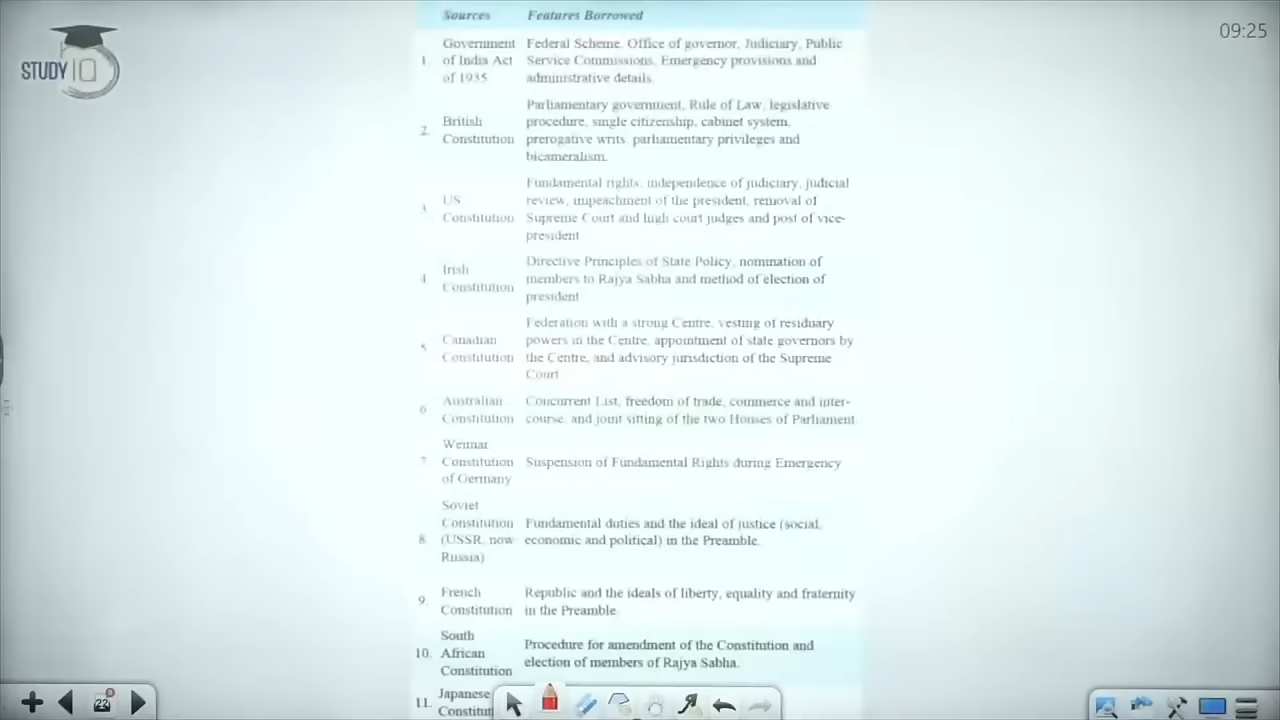 Sources Features Borrowed
09:25
STUDY IQ
Government Federal Scheme, Office of governor, Judiciary, Public
1. of India Act Service Commissions, Emergency provisions and
of 1935 administrative details.
Parliamentary government, Rule of Law, legislative
British procedure, single citizenship, cabinet system,
2. Constitution prerogative writs, parliamentary privileges and
bicameralism.
Fundamental rights, independence of judiciary, judicial
US review, impeachment of the president, removal of
3. Constitution Supreme Court and high court judges and post of vice-
president
Directive Principles of State Policy, nomination of
Irish members to Rajya Sabha and method of election of
4. Constitution president
Federation with a strong Centre, vesting of residuary
Canadian powers in the Centre, appointment of state governors by
5. Constitution the Centre, and advisory jurisdiction of the Supreme
Court
Australian Concurrent List, freedom of trade, commerce and inter-
6. Constitution course, and joint sitting of the two Houses of Parliament
Weimar
7. Constitution Suspension of Fundamental Rights during Emergency
of Germany
Soviet
Constitution Fundamental duties and the ideal of justice (social,
8. (USSR, now economic and political) in the Preamble.
Russia)
French Republic and the ideals of liberty, equality and fraternity
9. Constitution in the Preamble
South Procedure for amendment of the Constitution and
10. African election of members of Rajya Sabha.
Constitution
11. Japanese
Constitut
22